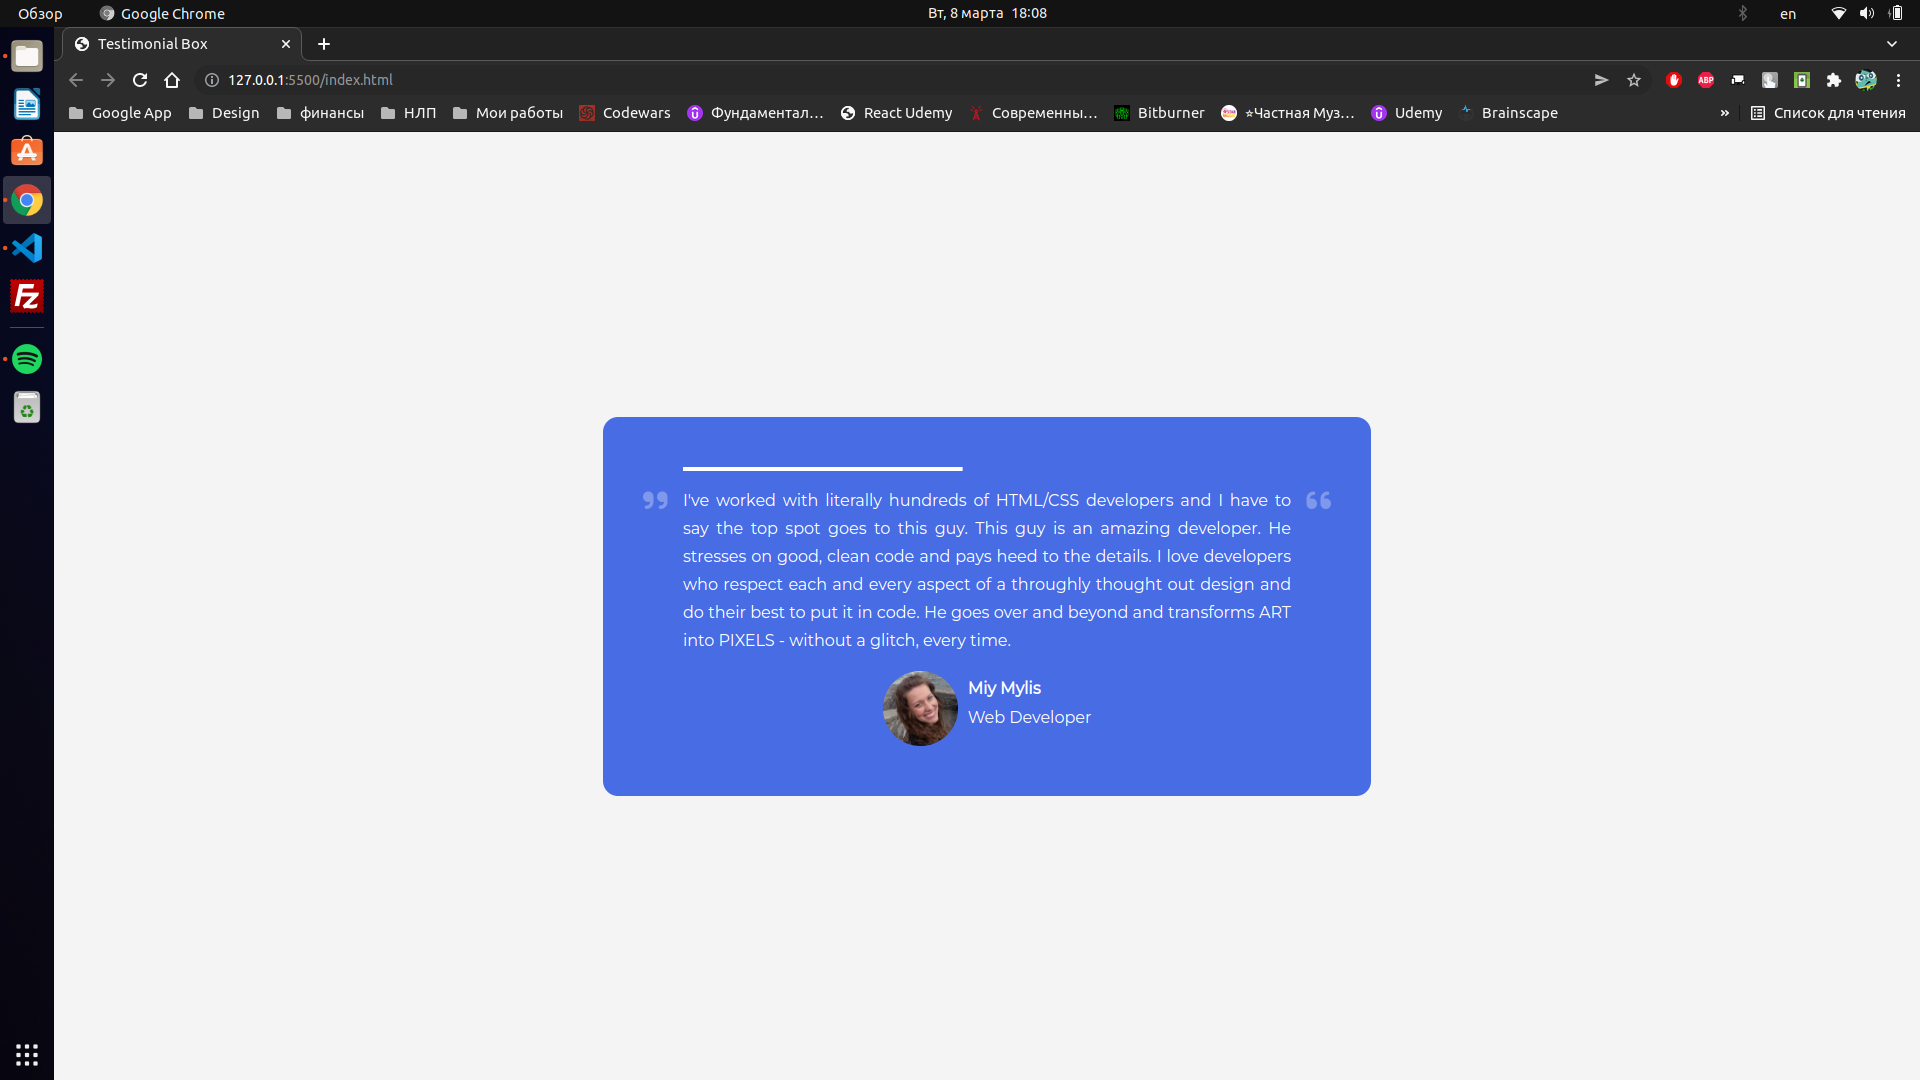 Обзор
Google Chrome
Вт, 8 марта 18:08
en
Testimonial Box
127.0.0.1:5500/index.html
ABP
Google App
Design
финансы
НЛП
Мои работы
Codewars
Фундаментал…
React Udemy
Современны…
Bitburner
⭐Частная Муз…
Udemy
Brainscape
»
Список для чтения
Fz
I've worked with literally hundreds of HTML/CSS developers and I have to
say the top spot goes to this guy. This guy is an amazing developer. He
stresses on good, clean code and pays heed to the details. I love developers
who respect each and every aspect of a throughly thought out design and
do their best to put it in code. He goes over and beyond and transforms ART
into PIXELS - without a glitch, every time.
Miy Mylis
Web Developer